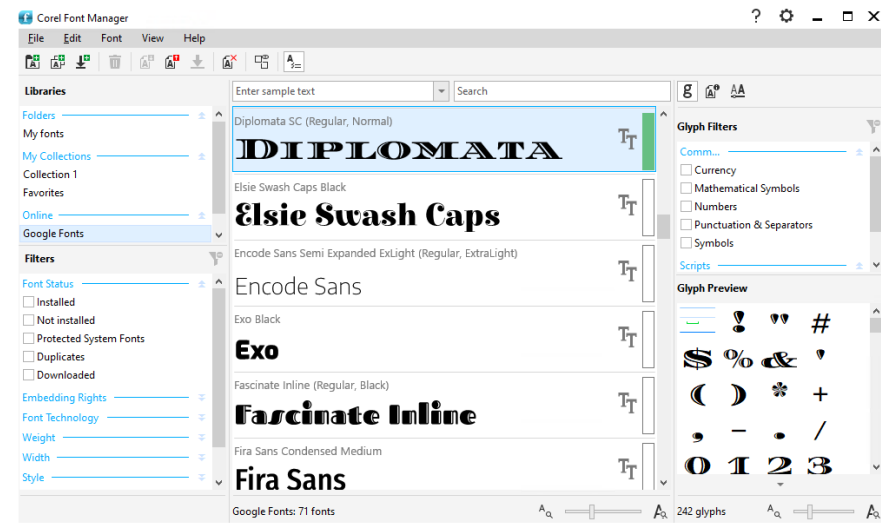 Corel Font Manager
File Edit Font View Help
Libraries
Folders
My fonts
My Collections
Collection 1
Favorites
Online
Google Fonts
Filters
Font Status
Installed
Not installed
Protected System Fonts
Duplicates
Downloaded
Embedding Rights
Font Technology
Weight
Width
Style
Enter sample text
Search
Diplomata SC (Regular, Normal)
DIPLOMATA
Elsie Swash Caps Black
Elsie Swash Caps
Encode Sans Semi Expanded ExLight (Regular, ExtraLight)
Encode Sans
Exo Black
Exo
Fascinate Inline (Regular, Black)
Fascinate Inline
Fira Sans Condensed Medium
Fira Sans
Google Fonts: 71 fonts
Glyph Filters
Comm...
Currency
Mathematical Symbols
Numbers
Punctuation & Separators
Symbols
Scripts
Glyph Preview
! " #
$ % & '
( ) * +
, - . /
0 1 2 3
242 glyphs